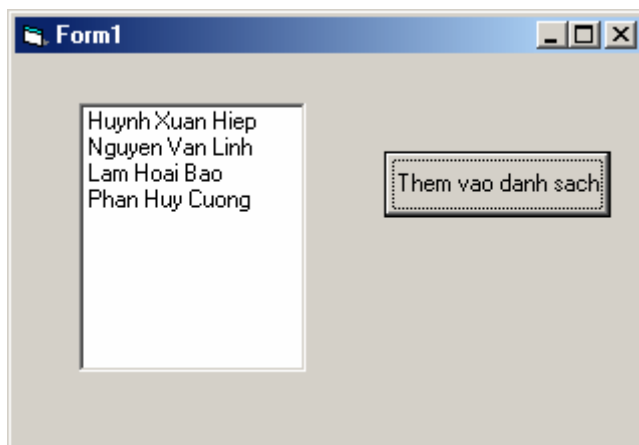 Form1
Huynh Xuan Hiep
Nguyen Van Linh
Lam Hoai Bao
Phan Huy Cuong
Them vao danh sach